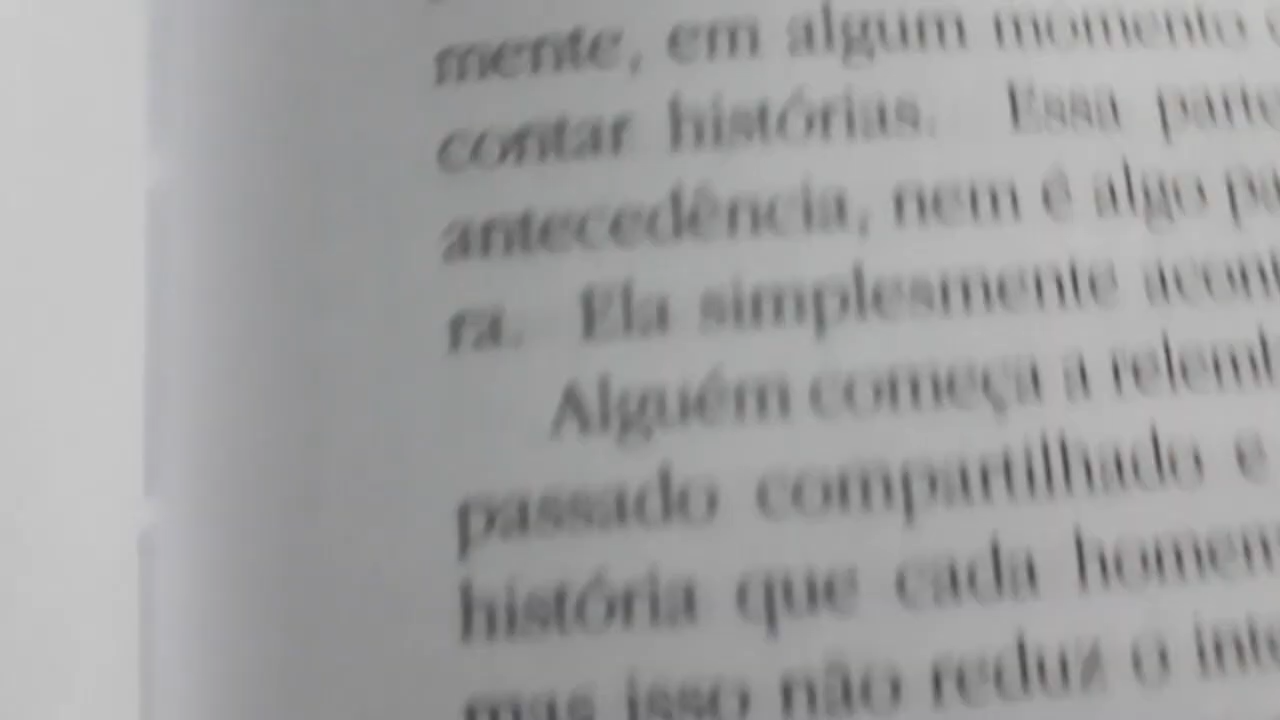 mente, em algum momento
contar histórias. Essa parte
antecedência, nem é algo
ra. Ela simplesmente
Alguém começa a
passado compartilhado e
história que cada
mas isso não reduz o